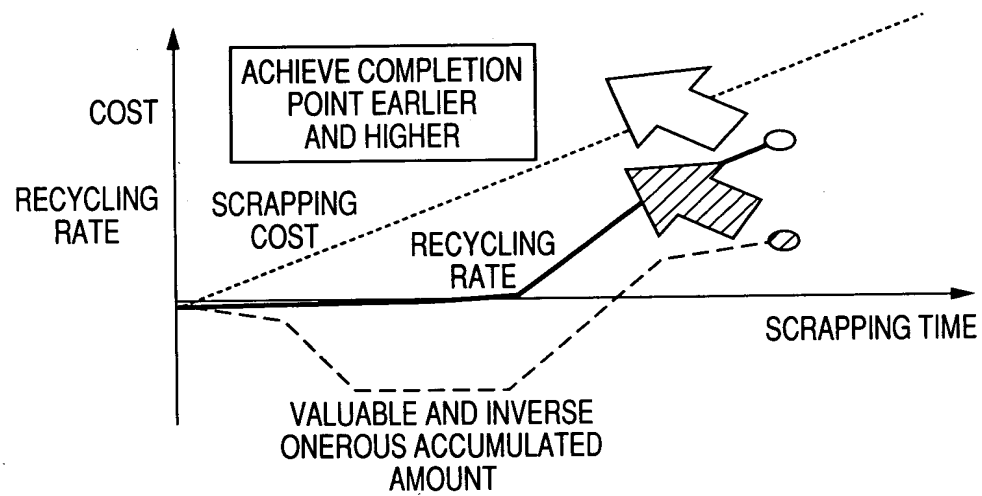 ACHIEVE COMPLETION
POINT EARLIER
AND HIGHER
COST
RECYCLING
RATE
SCRAPPING
COST
RECYCLING
RATE
SCRAPPING TIME
VALUABLE AND INVERSE
ONEROUS ACCUMULATED
AMOUNT